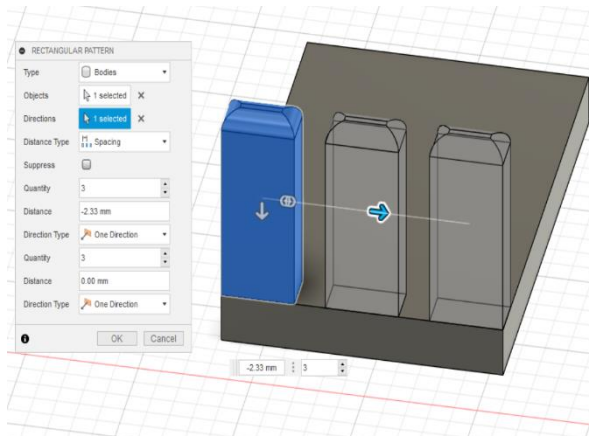 RECTANGULAR PATTERN
Type Bodies
Objects 1 selected
Directions 1 selected
Distance Type Spacing
Suppress
Quantity 3
Distance -2.33 mm
Direction Type One Direction
Quantity 3
Distance 0.00 mm
Direction Type One Direction
OK Cancel
-2.33 mm 3